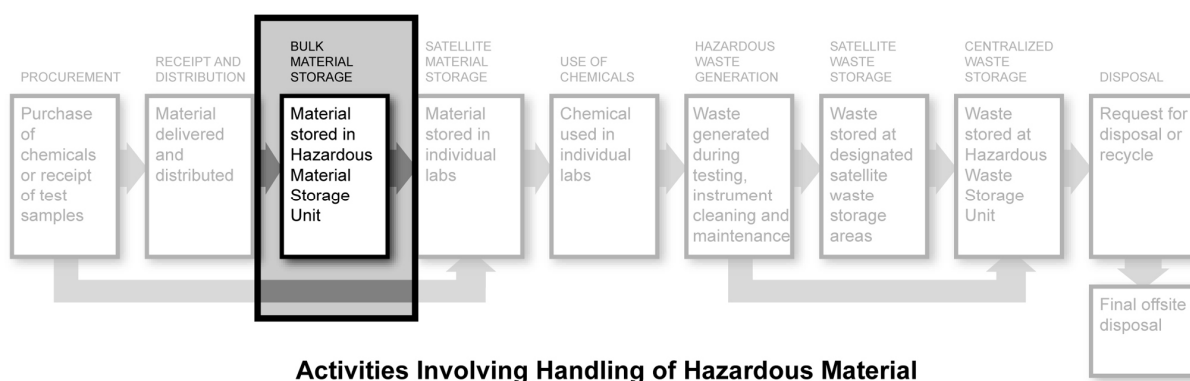 PROCUREMENT
Purchase
of
chemicals
or receipt
of test
samples
RECEIPT AND
DISTRIBUTION
Material
delivered
and
distributed
BULK
MATERIAL
STORAGE
Material
stored in
Hazardous
Material
Storage
Unit
SATELLITE
MATERIAL
STORAGE
Material
stored in
individual
labs
USE OF
CHEMICALS
Chemical
used in
individual
labs
HAZARDOUS
WASTE
GENERATION
Waste
generated
during
testing,
instrument
cleaning and
maintenance
SATELLITE
WASTE
STORAGE
Waste
stored at
designated
satellite
waste
storage
areas
CENTRALIZED
WASTE
STORAGE
Waste
stored at
Hazardous
Waste
Storage
Unit
DISPOSAL
Request for
disposal or
recycle
Final offsite
disposal
Activities Involving Handling of Hazardous Material